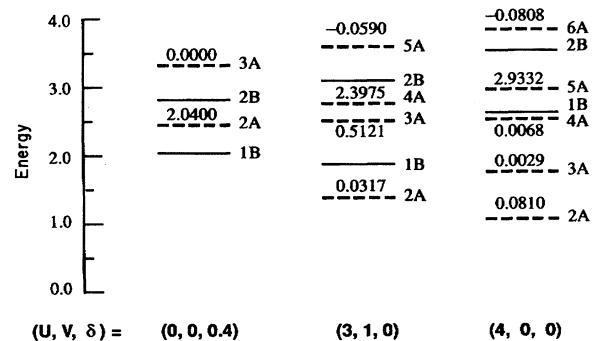 4.0
3.0
2.0
1.0
0.0
Energy
0.0000
3A
2B
2.0400
2A
1B
-0.0590
5A
2B
2.3975
4A
3A
0.5121
1B
0.0317
2A
-0.0808
6A
2B
2.9332
5A
1B
4A
0.0068
0.0029
3A
0.0810
2A
(U, V, δ) = (0, 0, 0.4) (3, 1, 0) (4, 0, 0)